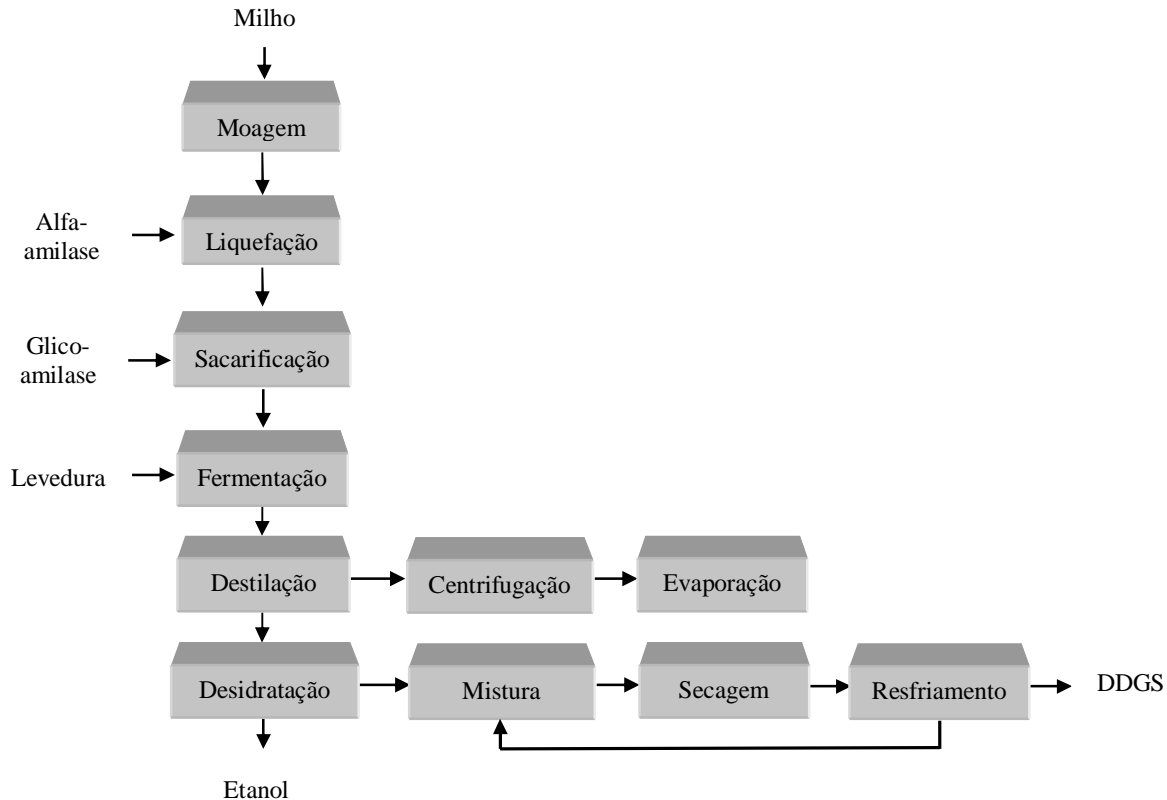 Milho
Moagem
Alfa-
amilase
Liquefação
Glico-
amilase
Sacarificação
Levedura
Fermentação
Destilação
Centrifugação
Evaporação
Desidratação
Mistura
Secagem
Resfriamento
DDGS
Etanol